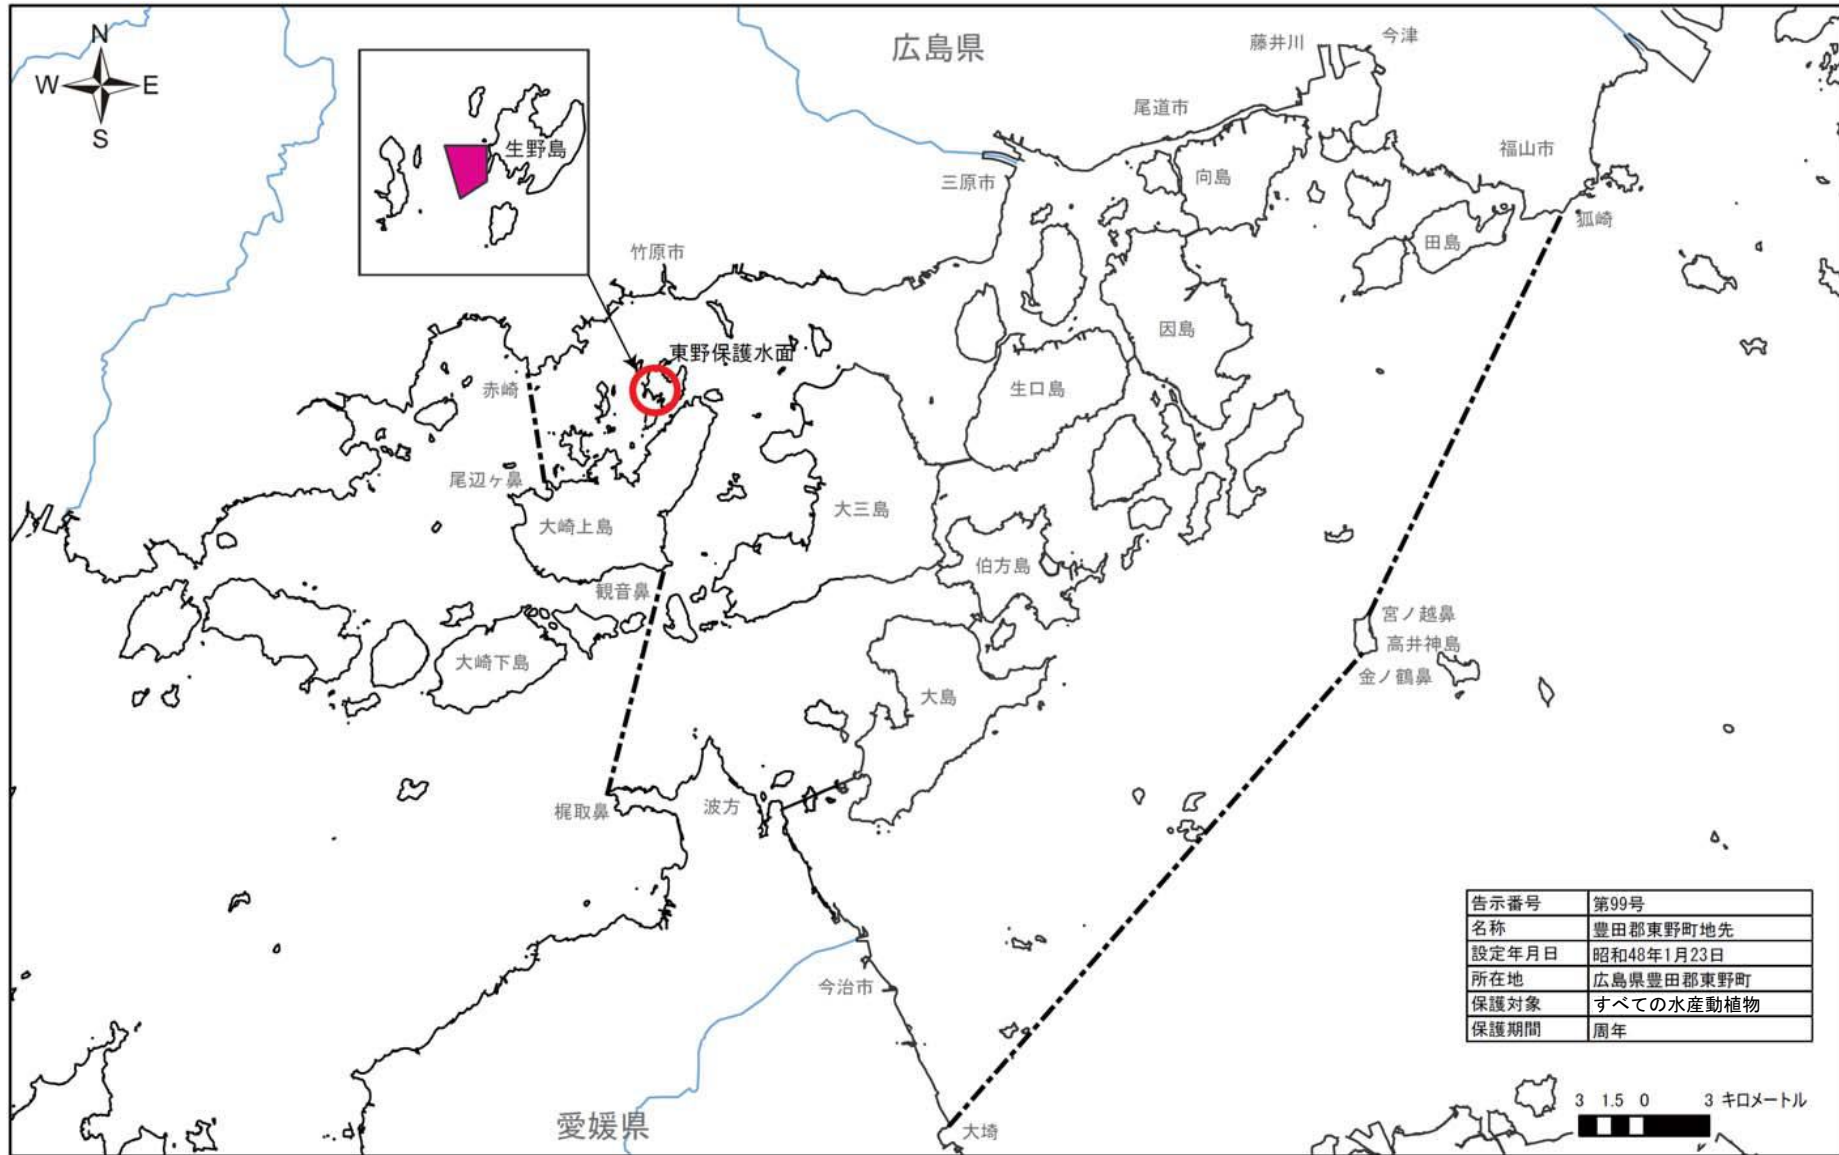 N
W
E
S
広島県
藤井川
今津
尾道市
福山市
生野島
三原市
向島
狐崎
田島
竹原市
因島
東野保護水面
赤崎
生口島
尾辺ヶ鼻
大崎上島
大三島
伯方島
観音鼻
宮ノ越鼻
高井神島
金ノ鶴鼻
大崎下島
大島
梶取鼻
波方
今治市
愛媛県
大埼
告示番号 第99号
名称 豊田郡東野町地先
設定年月日 昭和48年1月23日
所在地 広島県豊田郡東野町
保護対象 すべての水産動植物
保護期間 周年
3 1.5 0 3 キロメートル